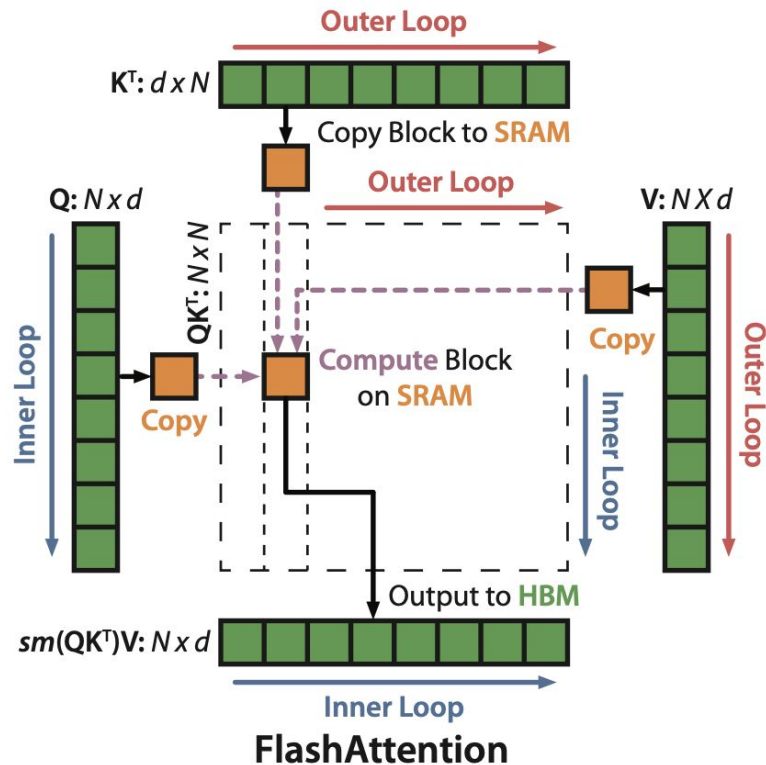 Outer Loop
Kᵀ: d x N
Copy Block to SRAM
Outer Loop
Q: N x d
V: N X d
QKᵀ: N x N
Inner Loop
Copy
Compute Block
on SRAM
Copy
Inner Loop
Outer Loop
Output to HBM
sm(QKᵀ)V: N x d
Inner Loop
FlashAttention